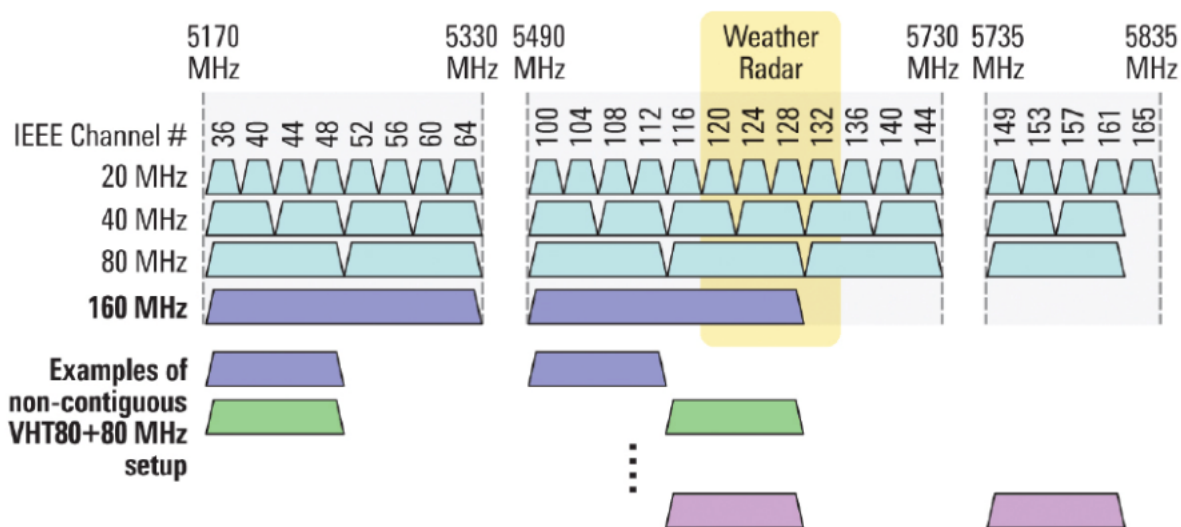 5170 MHz
5330 MHz
5490 MHz
Weather Radar
5730 MHz
5735 MHz
5835 MHz
IEEE Channel # 36 40 44 48 52 56 60 64 100 104 108 112 116 120 124 128 132 136 140 144 149 153 157 161 165
20 MHz
40 MHz
80 MHz
160 MHz
Examples of
non-contiguous
VHT80+80 MHz
setup